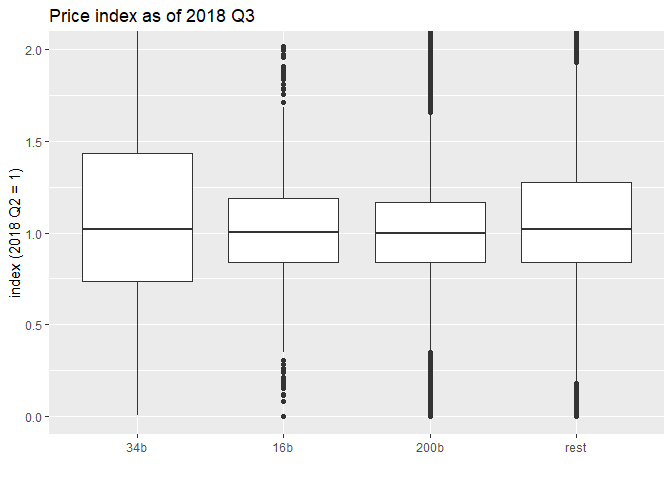 Price index as of 2018 Q3
index (2018 Q2 = 1)
2.0
1.5
1.0
0.5
0.0
34b 16b 200b rest